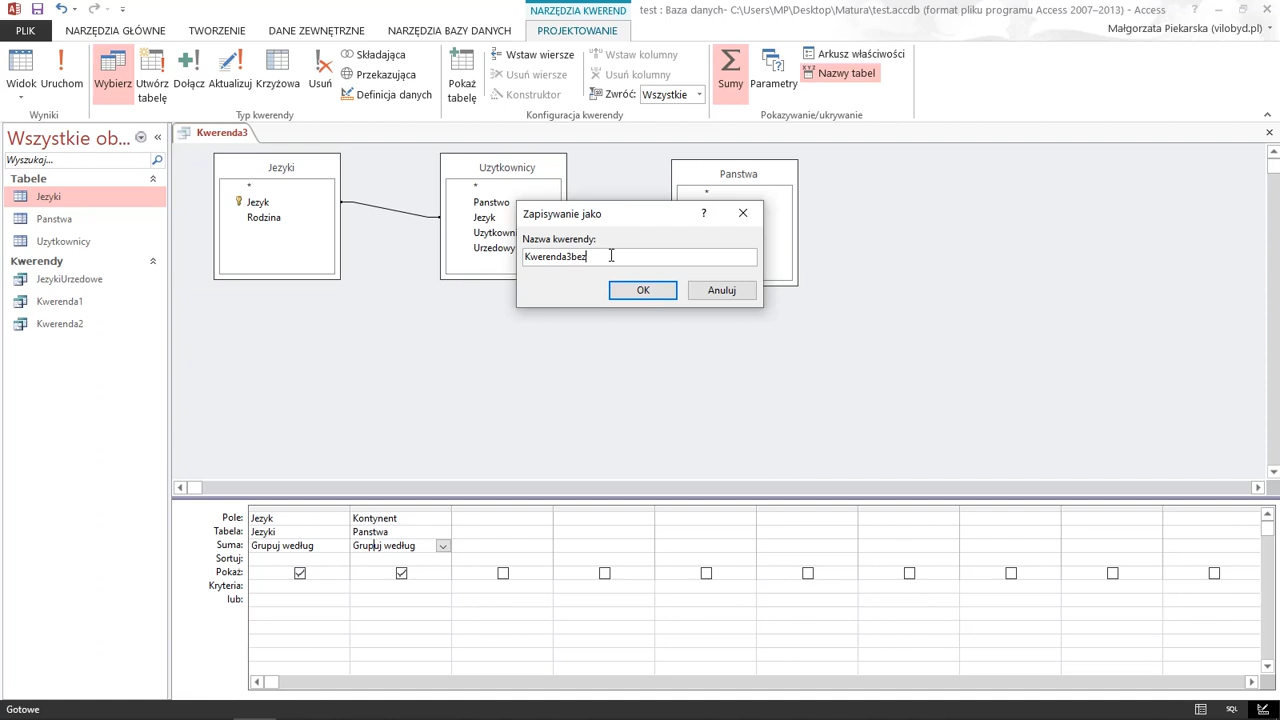 NARZĘDZIA KWEREND
test : Baza danych- C:\Users\MP\Desktop\Matura\test.accdb (format pliku programu Access 2007–2013) — Access
PLIK
NARZĘDZIA GŁÓWNE
TWORZENIE
DANE ZEWNĘTRZNE
NARZĘDZIA BAZY DANYCH
PROJEKTOWANIE
Małgorzata Piekarska (vilobyd.pl)
Widok
Uruchom
Wybierz
Utwórz tabelę
Dołącz
Aktualizuj
Krzyżowa
Usuń
Składająca
Przekazująca
Definicja danych
Pokaż tabelę
Wstaw wiersze
Usuń wiersze
Konstruktor
Wstaw kolumny
Usuń kolumny
Zwróć: Wszystkie
Sumy
Parametry
Arkusz właściwości
Nazwy tabel
Wyniki
Typ kwerendy
Konfiguracja kwerendy
Pokazywanie/ukrywanie
Wszystkie ob...
Wyszukaj...
Tabele
Jezyki
Panstwa
Uzytkownicy
Kwerendy
JezykiUrzedowe
Kwerenda1
Kwerenda2
Kwerenda3
Jezyki
*
Jezyk
Rodzina
Uzytkownicy
*
Panstwo
Jezyk
Uzytkowni
Urzedowy
Panstwa
*
Zapisywanie jako
?
Nazwa kwerendy:
Kwerenda3bez
OK
Anuluj
Pole: Jezyk Kontynent
Tabela: Jezyki Panstwa
Suma: Grupuj według Grupuj według
Sortuj:
Pokaż:
Kryteria:
lub:
Gotowe
SQL